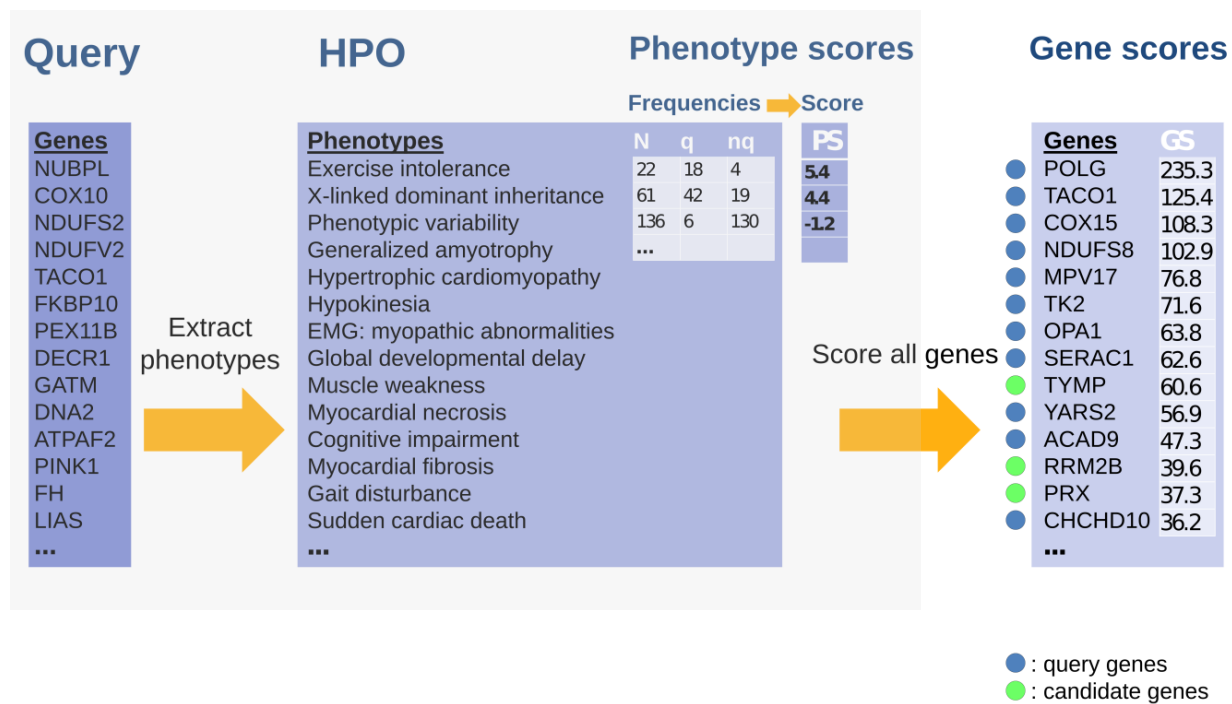 Query
HPO
Phenotype scores
Gene scores
Frequencies
Score
Genes
NUBPL
COX10
NDUFS2
NDUFV2
TACO1
FKBP10
PEX11B
DECR1
GATM
DNA2
ATPAF2
PINK1
FH
LIAS
...
Extract
phenotypes
Phenotypes N q nq PS
Exercise intolerance 22 18 4 5.4
X-linked dominant inheritance 61 42 19 4.4
Phenotypic variability 136 6 130 -1.2
Generalized amyotrophy ...
Hypertrophic cardiomyopathy
Hypokinesia
EMG: myopathic abnormalities
Global developmental delay
Muscle weakness
Myocardial necrosis
Cognitive impairment
Myocardial fibrosis
Gait disturbance
Sudden cardiac death
...
Score all genes
Genes GS
POLG 235.3
TACO1 125.4
COX15 108.3
NDUFS8 102.9
MPV17 76.8
TK2 71.6
OPA1 63.8
SERAC1 62.6
TYMP 60.6
YARS2 56.9
ACAD9 47.3
RRM2B 39.6
PRX 37.3
CHCHD10 36.2
...
: query genes
: candidate genes